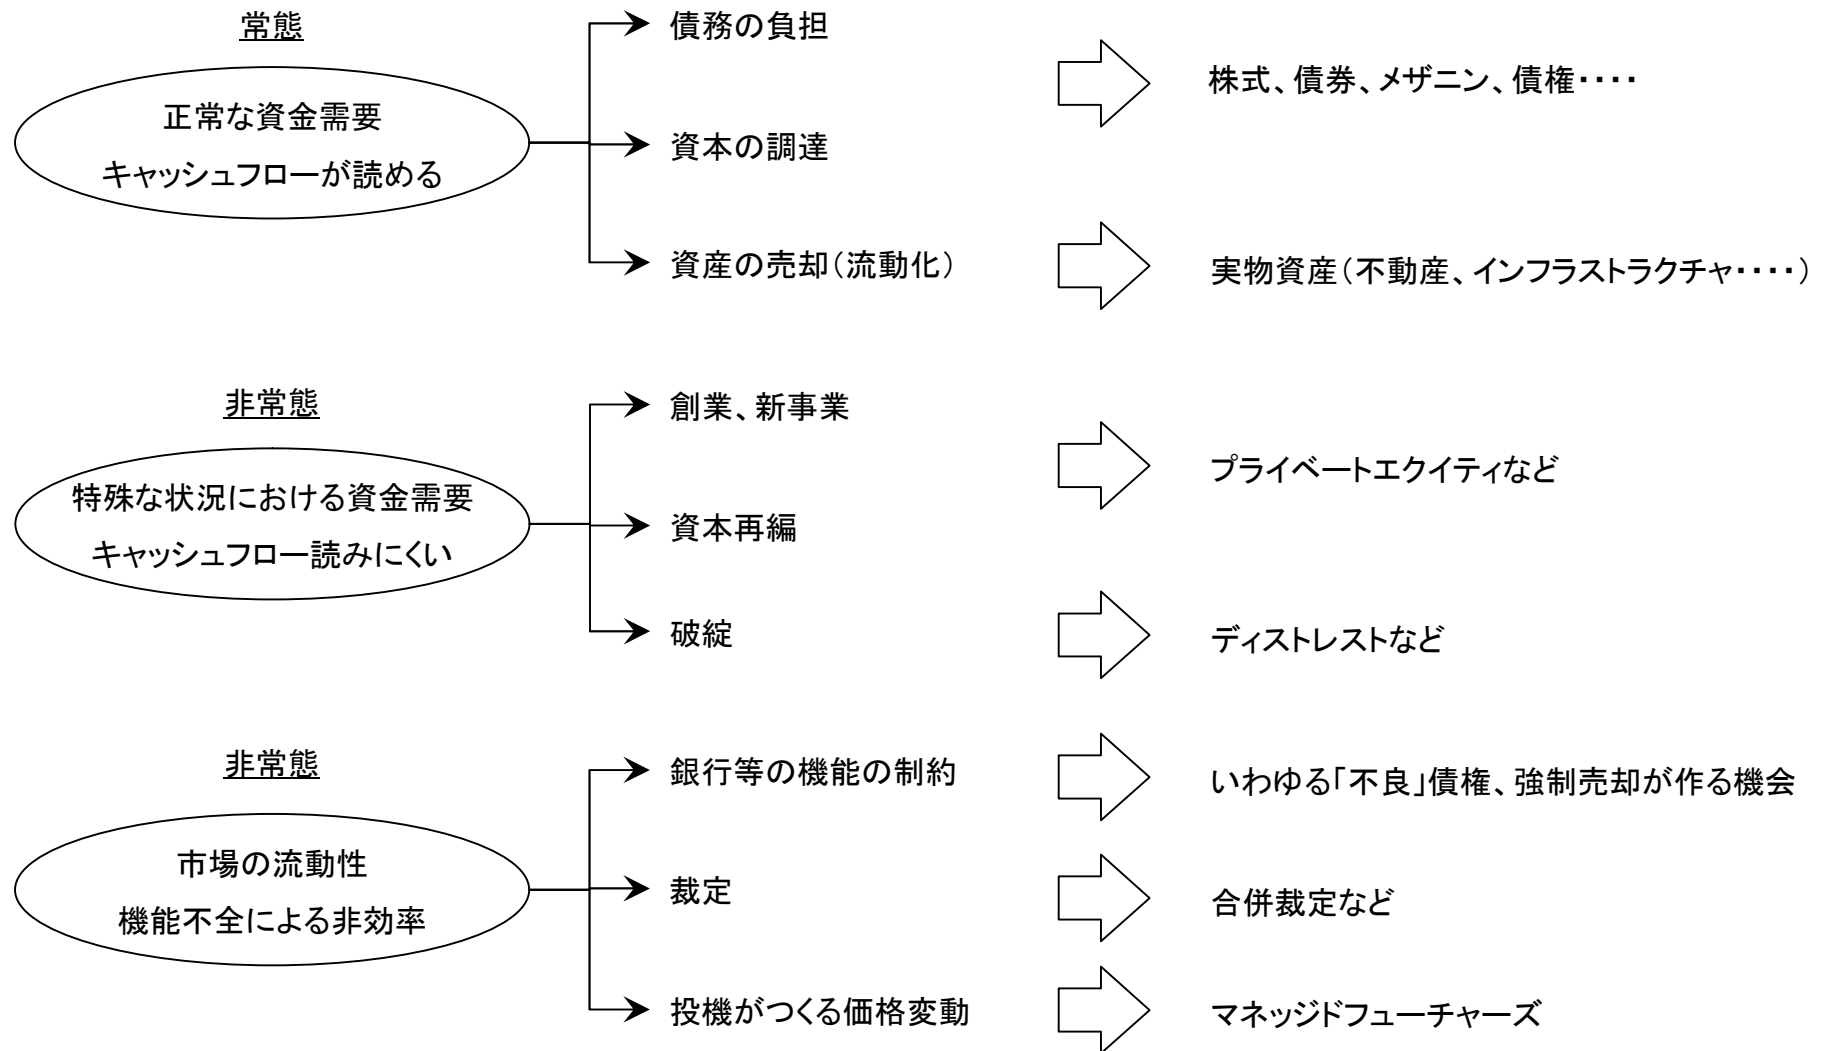 常態
正常な資金需要
キャッシュフローが読める
債務の負担
資本の調達
資産の売却（流動化）
株式、債券、メザニン、債権・・・・
実物資産（不動産、インフラストラクチャ・・・・）
非常態
特殊な状況における資金需要
キャッシュフロー読みにくい
創業、新事業
資本再編
破綻
プライベートエクイティなど
ディストレストなど
非常態
市場の流動性
機能不全による非効率
銀行等の機能の制約
裁定
投機がつくる価格変動
いわゆる「不良」債権、強制売却が作る機会
合併裁定など
マネッジドフューチャーズ